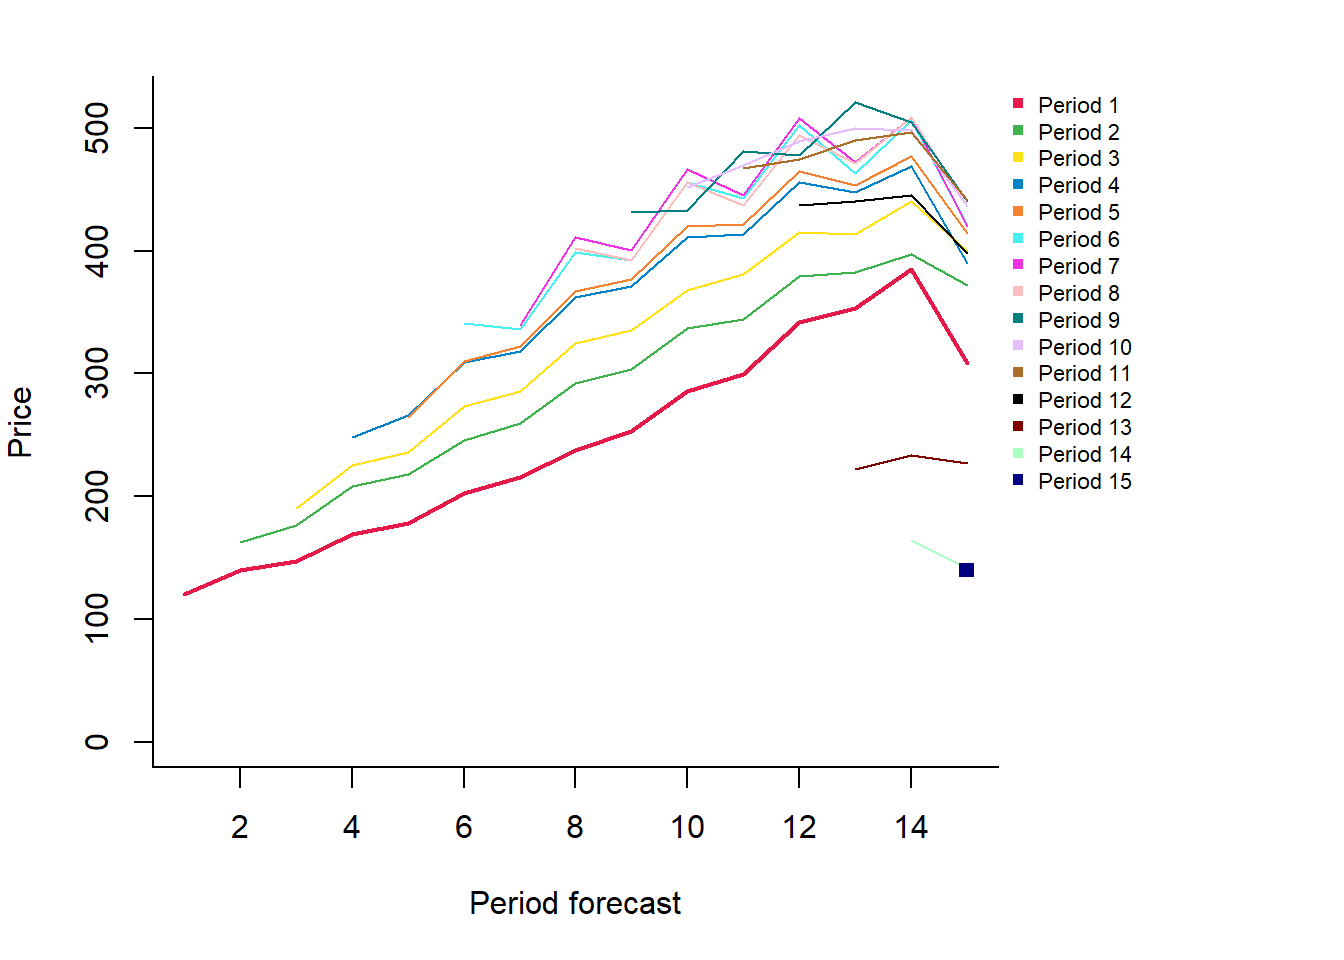 Price
500
400
300
200
100
0
2 4 6 8 10 12 14
Period forecast
Period 1
Period 2
Period 3
Period 4
Period 5
Period 6
Period 7
Period 8
Period 9
Period 10
Period 11
Period 12
Period 13
Period 14
Period 15